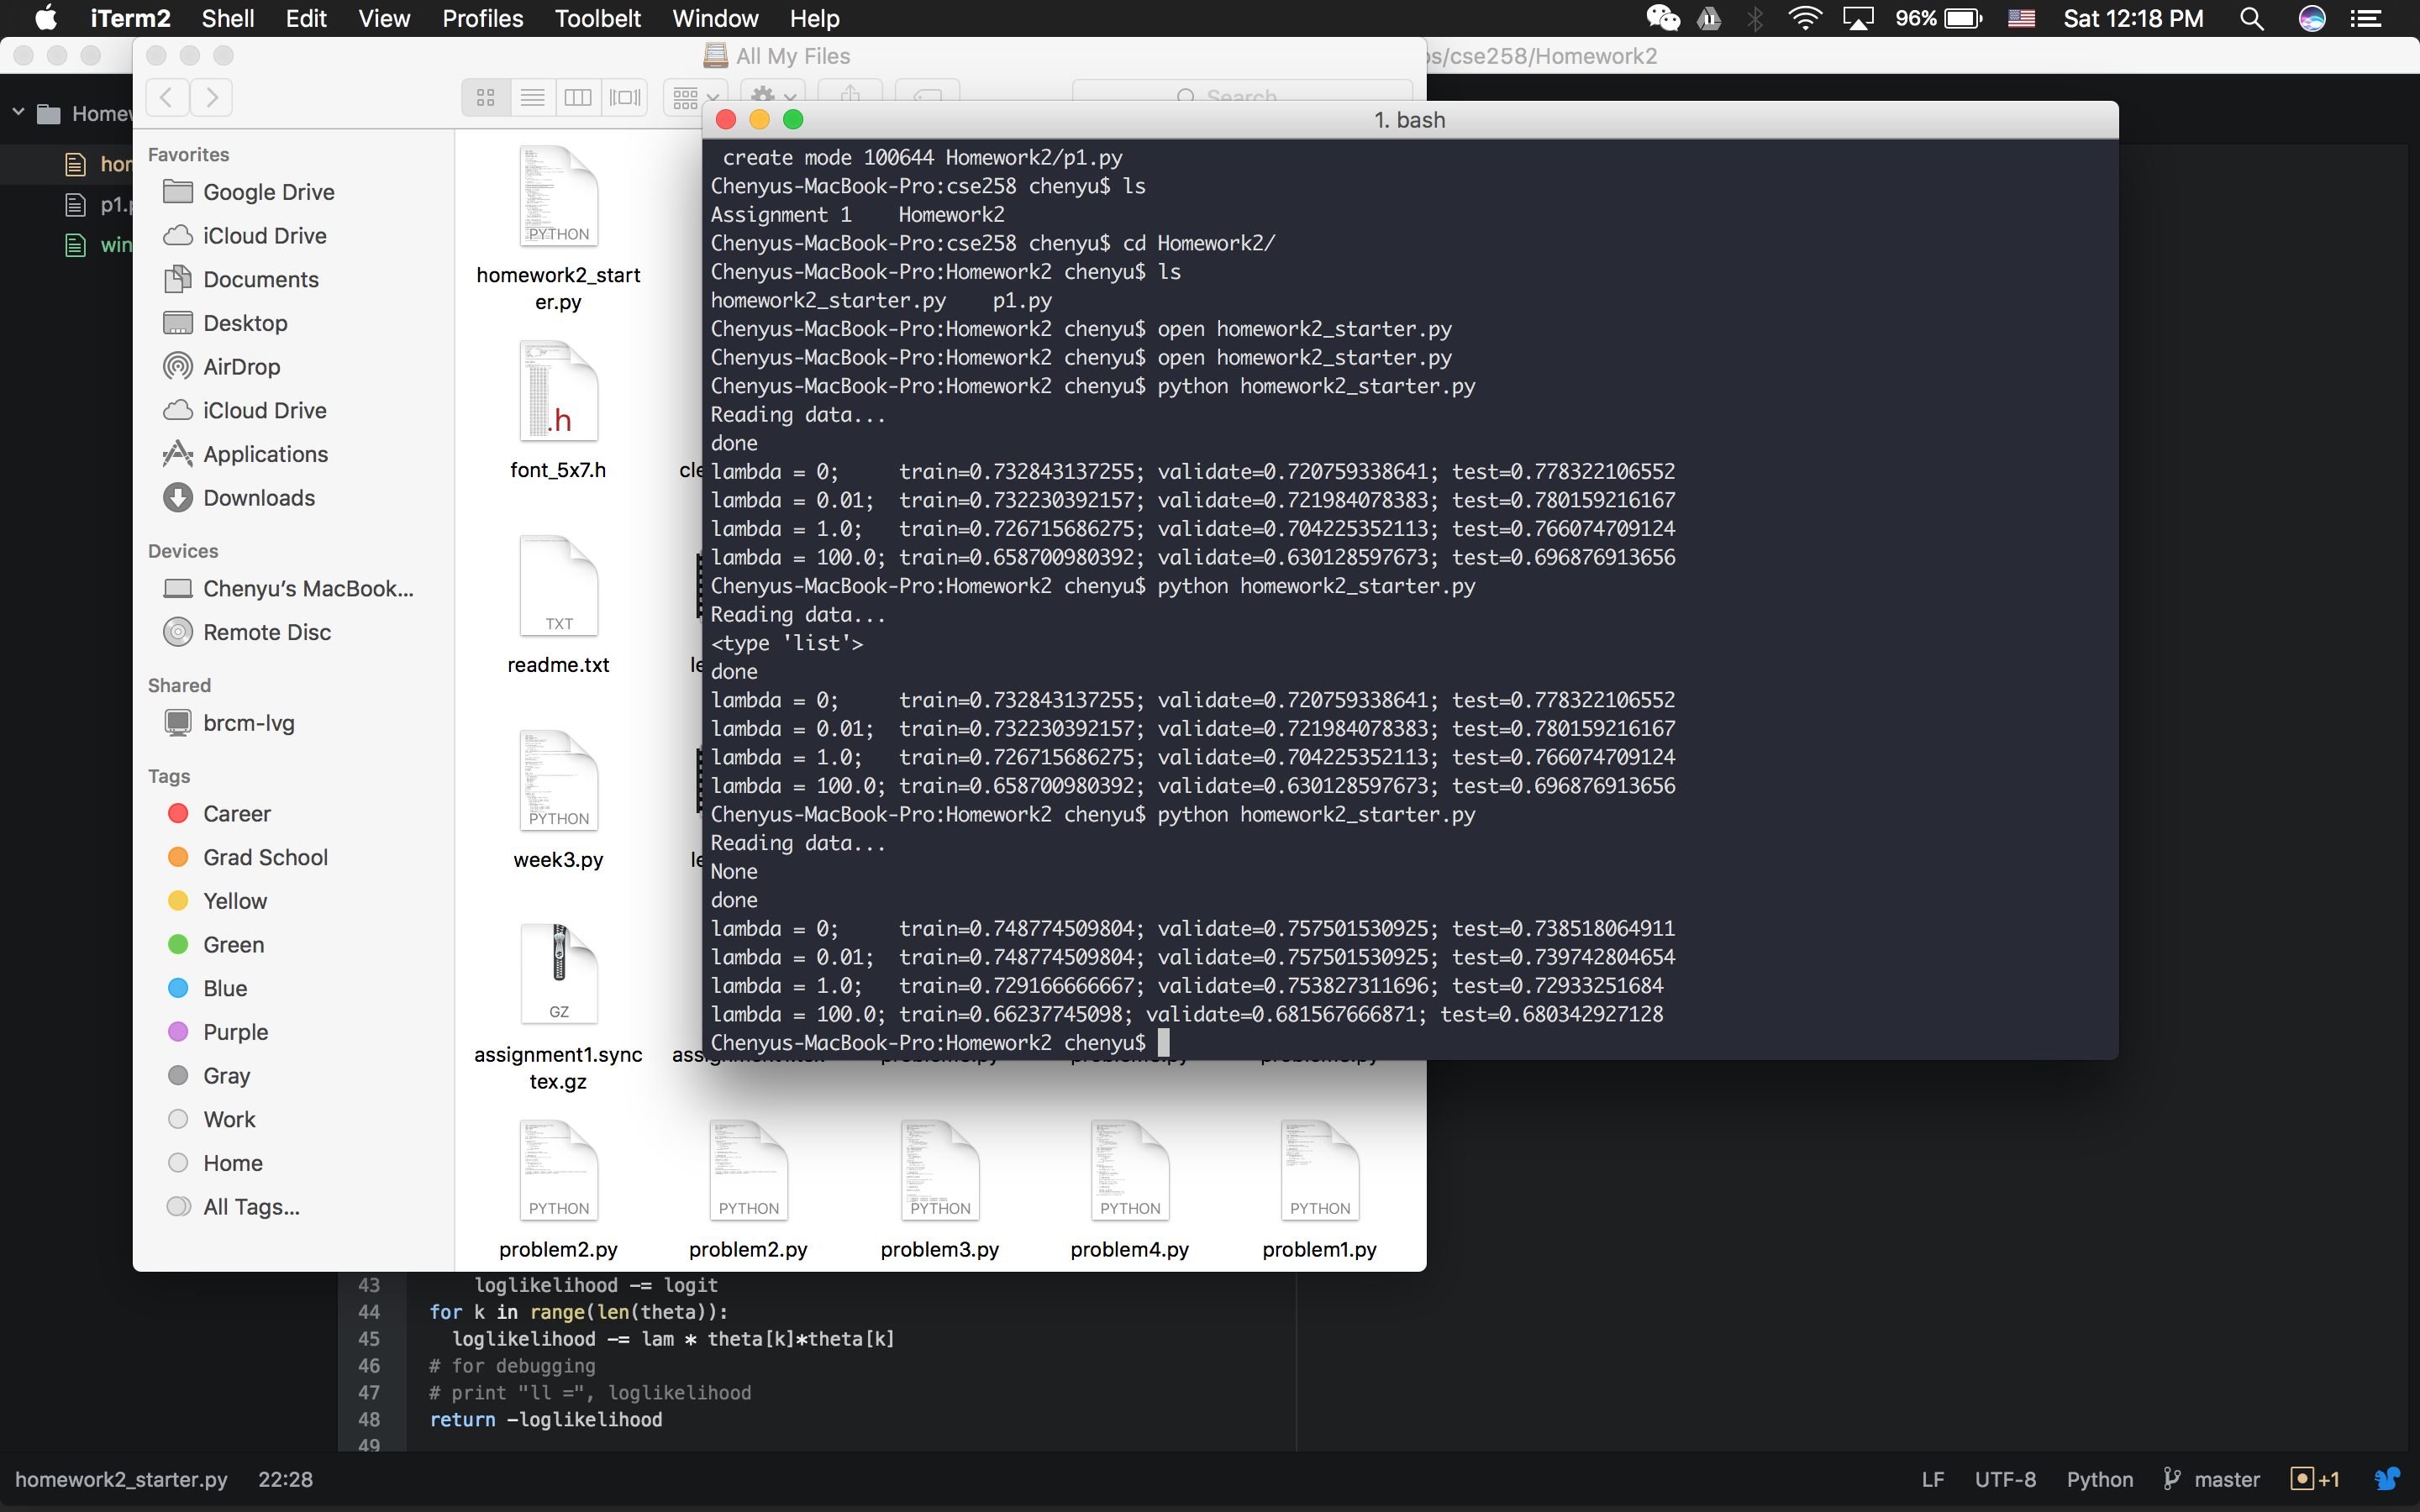 iTerm2 Shell Edit View Profiles Toolbelt Window Help 96% Sat 12:18 PM
All My Files
os/cse258/Homework2
Search
1. bash
Homew
hom
p1.p
win
Favorites
Google Drive
iCloud Drive
Documents
Desktop
AirDrop
iCloud Drive
Applications
Downloads
Devices
Chenyu's MacBook...
Remote Disc
Shared
brcm-lvg
Tags
Career
Grad School
Yellow
Green
Blue
Purple
Gray
Work
Home
All Tags...
PYTHON
homework2_start
er.py
.h
font_5x7.h
cle
TXT
readme.txt
le
PYTHON
week3.py
le
GZ
assignment1.sync
tex.gz
PYTHON PYTHON PYTHON PYTHON PYTHON
problem2.py problem2.py problem3.py problem4.py problem1.py
create mode 100644 Homework2/p1.py
Chenyus-MacBook-Pro:cse258 chenyu$ ls
Assignment 1 Homework2
Chenyus-MacBook-Pro:cse258 chenyu$ cd Homework2/
Chenyus-MacBook-Pro:Homework2 chenyu$ ls
homework2_starter.py p1.py
Chenyus-MacBook-Pro:Homework2 chenyu$ open homework2_starter.py
Chenyus-MacBook-Pro:Homework2 chenyu$ open homework2_starter.py
Chenyus-MacBook-Pro:Homework2 chenyu$ python homework2_starter.py
Reading data...
done
lambda = 0; train=0.732843137255; validate=0.720759338641; test=0.778322106552
lambda = 0.01; train=0.732230392157; validate=0.721984078383; test=0.780159216167
lambda = 1.0; train=0.726715686275; validate=0.704225352113; test=0.766074709124
lambda = 100.0; train=0.658700980392; validate=0.630128597673; test=0.696876913656
Chenyus-MacBook-Pro:Homework2 chenyu$ python homework2_starter.py
Reading data...
<type 'list'>
done
lambda = 0; train=0.732843137255; validate=0.720759338641; test=0.778322106552
lambda = 0.01; train=0.732230392157; validate=0.721984078383; test=0.780159216167
lambda = 1.0; train=0.726715686275; validate=0.704225352113; test=0.766074709124
lambda = 100.0; train=0.658700980392; validate=0.630128597673; test=0.696876913656
Chenyus-MacBook-Pro:Homework2 chenyu$ python homework2_starter.py
Reading data...
None
done
lambda = 0; train=0.748774509804; validate=0.757501530925; test=0.738518064911
lambda = 0.01; train=0.748774509804; validate=0.757501530925; test=0.739742804654
lambda = 1.0; train=0.729166666667; validate=0.753827311696; test=0.72933251684
lambda = 100.0; train=0.66237745098; validate=0.681567666871; test=0.680342927128
Chenyus-MacBook-Pro:Homework2 chenyu$
43 loglikelihood -= logit
44 for k in range(len(theta)):
45 loglikelihood -= lam * theta[k]*theta[k]
46 # for debugging
47 # print "ll =", loglikelihood
48 return -loglikelihood
49
homework2_starter.py 22:28 LF UTF-8 Python master +1